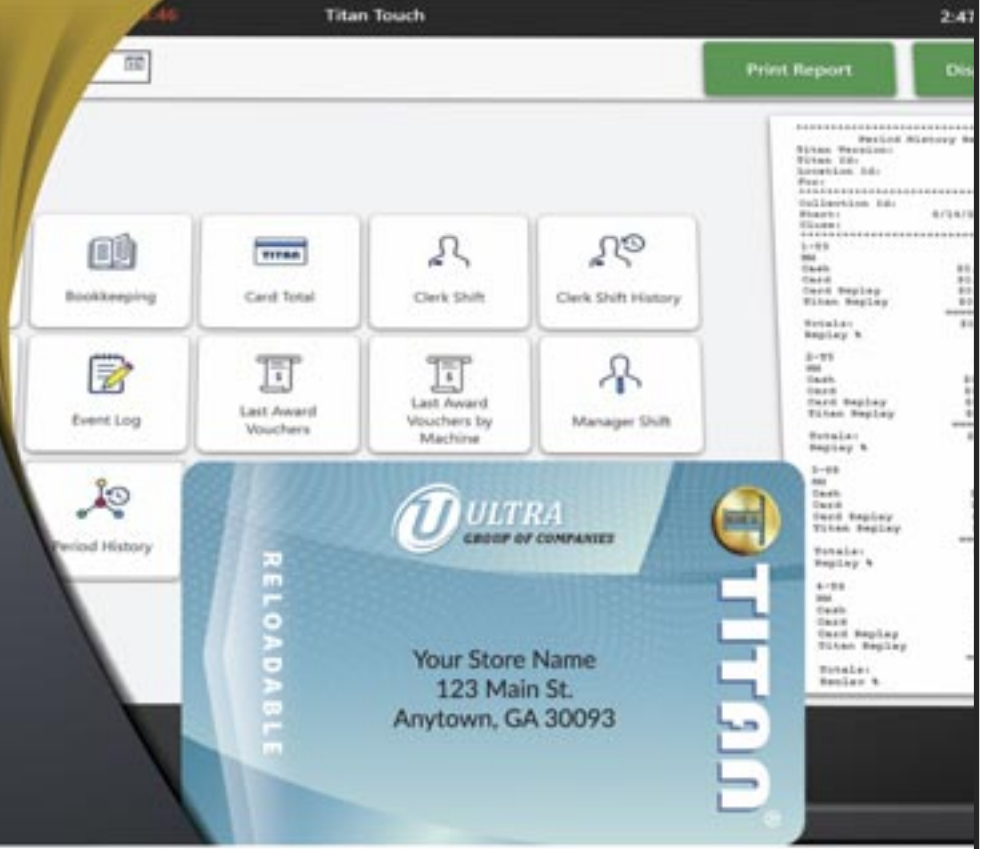 Titan Touch
2:47
Print Report
Bookkeeping
Card Total
Clerk Shift
Clerk Shift History
Event Log
Last Award
Vouchers
Last Award
Vouchers by
Machine
Manager Shift
Period History
TITAN
Period History
Titan Version:
Titan Id:
Location Id:
For:
Collection Id:
Start:
Close:
Cash
Card
Card Replay
Titan Replay
Totals:
Replay %
Cash
Card
Card Replay
Titan Replay
Totals:
Replay %
Cash
Card
Card Replay
Titan Replay
Totals:
Replay %
Cash
Card
Card Replay
Titan Replay
Totals:
Replay %
ULTRA
GROUP OF COMPANIES
RELOADABLE
Your Store Name
123 Main St.
Anytown, GA 30093
TITAN